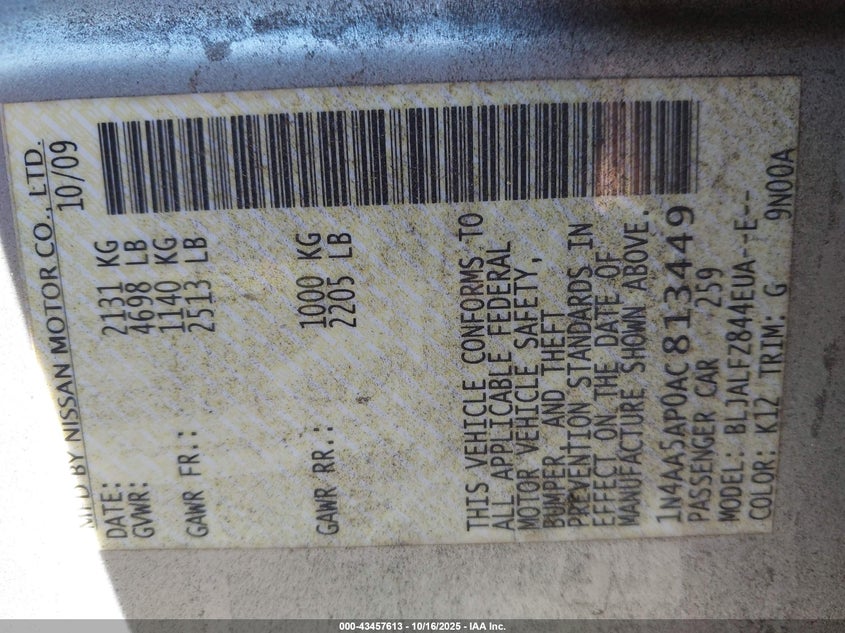 MFD BY NISSAN MOTOR CO., LTD.
DATE: 10/09
GVWR: 2131 KG
4698 LB
GAWR FR.: 1140 KG
2513 LB
GAWR RR.: 1000 KG
2205 LB
THIS VEHICLE CONFORMS TO
ALL APPLICABLE FEDERAL
MOTOR VEHICLE SAFETY,
BUMPER AND THEFT
PREVENTION STANDARDS IN
EFFECT ON THE DATE OF
MANUFACTURE SHOWN ABOVE.
1N4AA5AP0AC813449
PASSENGER CAR 259
MODEL: BLJALFZ844EUA--E--
COLOR: K12 TRIM: G 9N00A
000-43457613 - 10/16/2025 - IAA Inc.